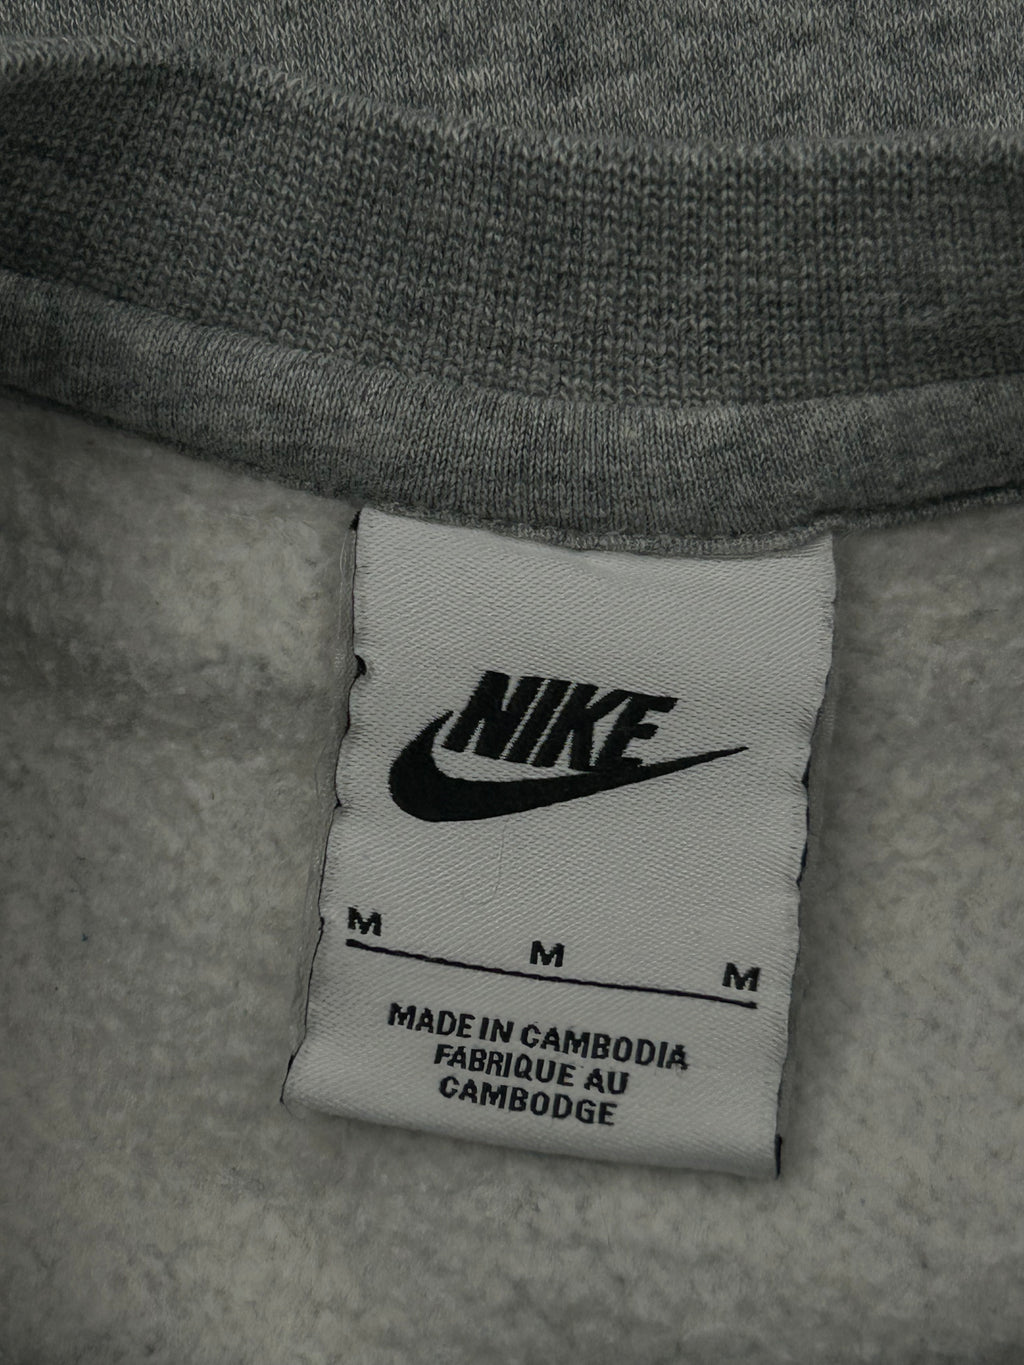 NIKE
M M M
MADE IN CAMBODIA
FABRIQUE AU
CAMBODGE